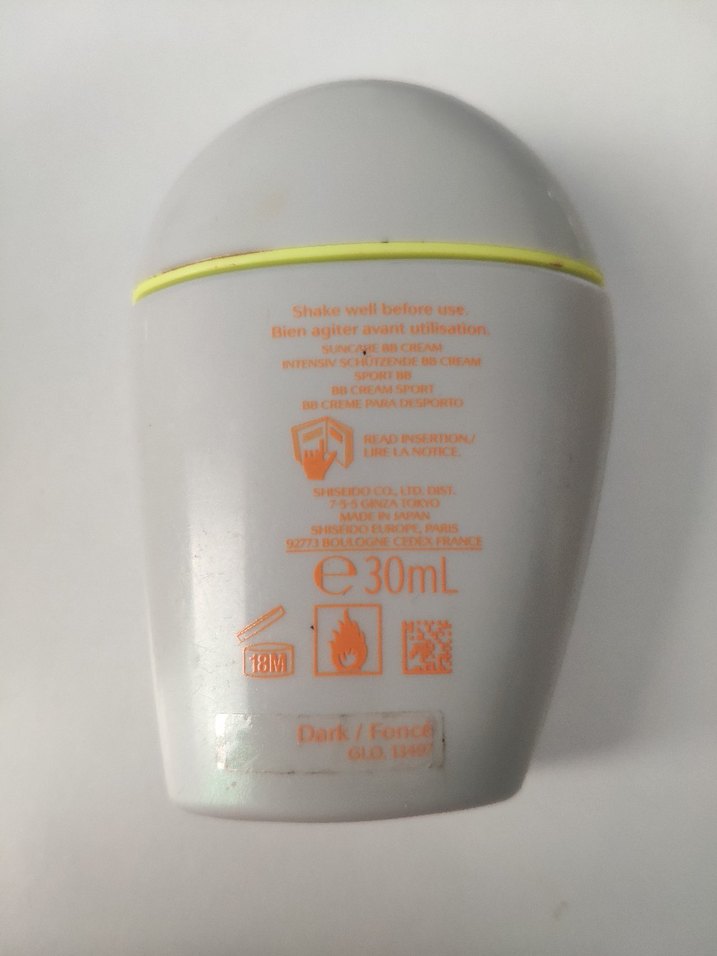 Shake well before use.
Bien agiter avant utilisation.
SUNCARE BB CREAM
INTENSIV SCHÜTZENDE BB CREAM
SPORT BB
BB CREAM SPORT
BB CREME PARA DESPORTO
READ INSERTION./
LIRE LA NOTICE.
SHISEIDO CO., LTD. DIST.
7-5-5 GINZA TOKYO
MADE IN JAPAN
SHISEIDO EUROPE, PARIS
92773 BOULOGNE CEDEX FRANCE
℮ 30mL
18M
Dark / Foncé
GLO.